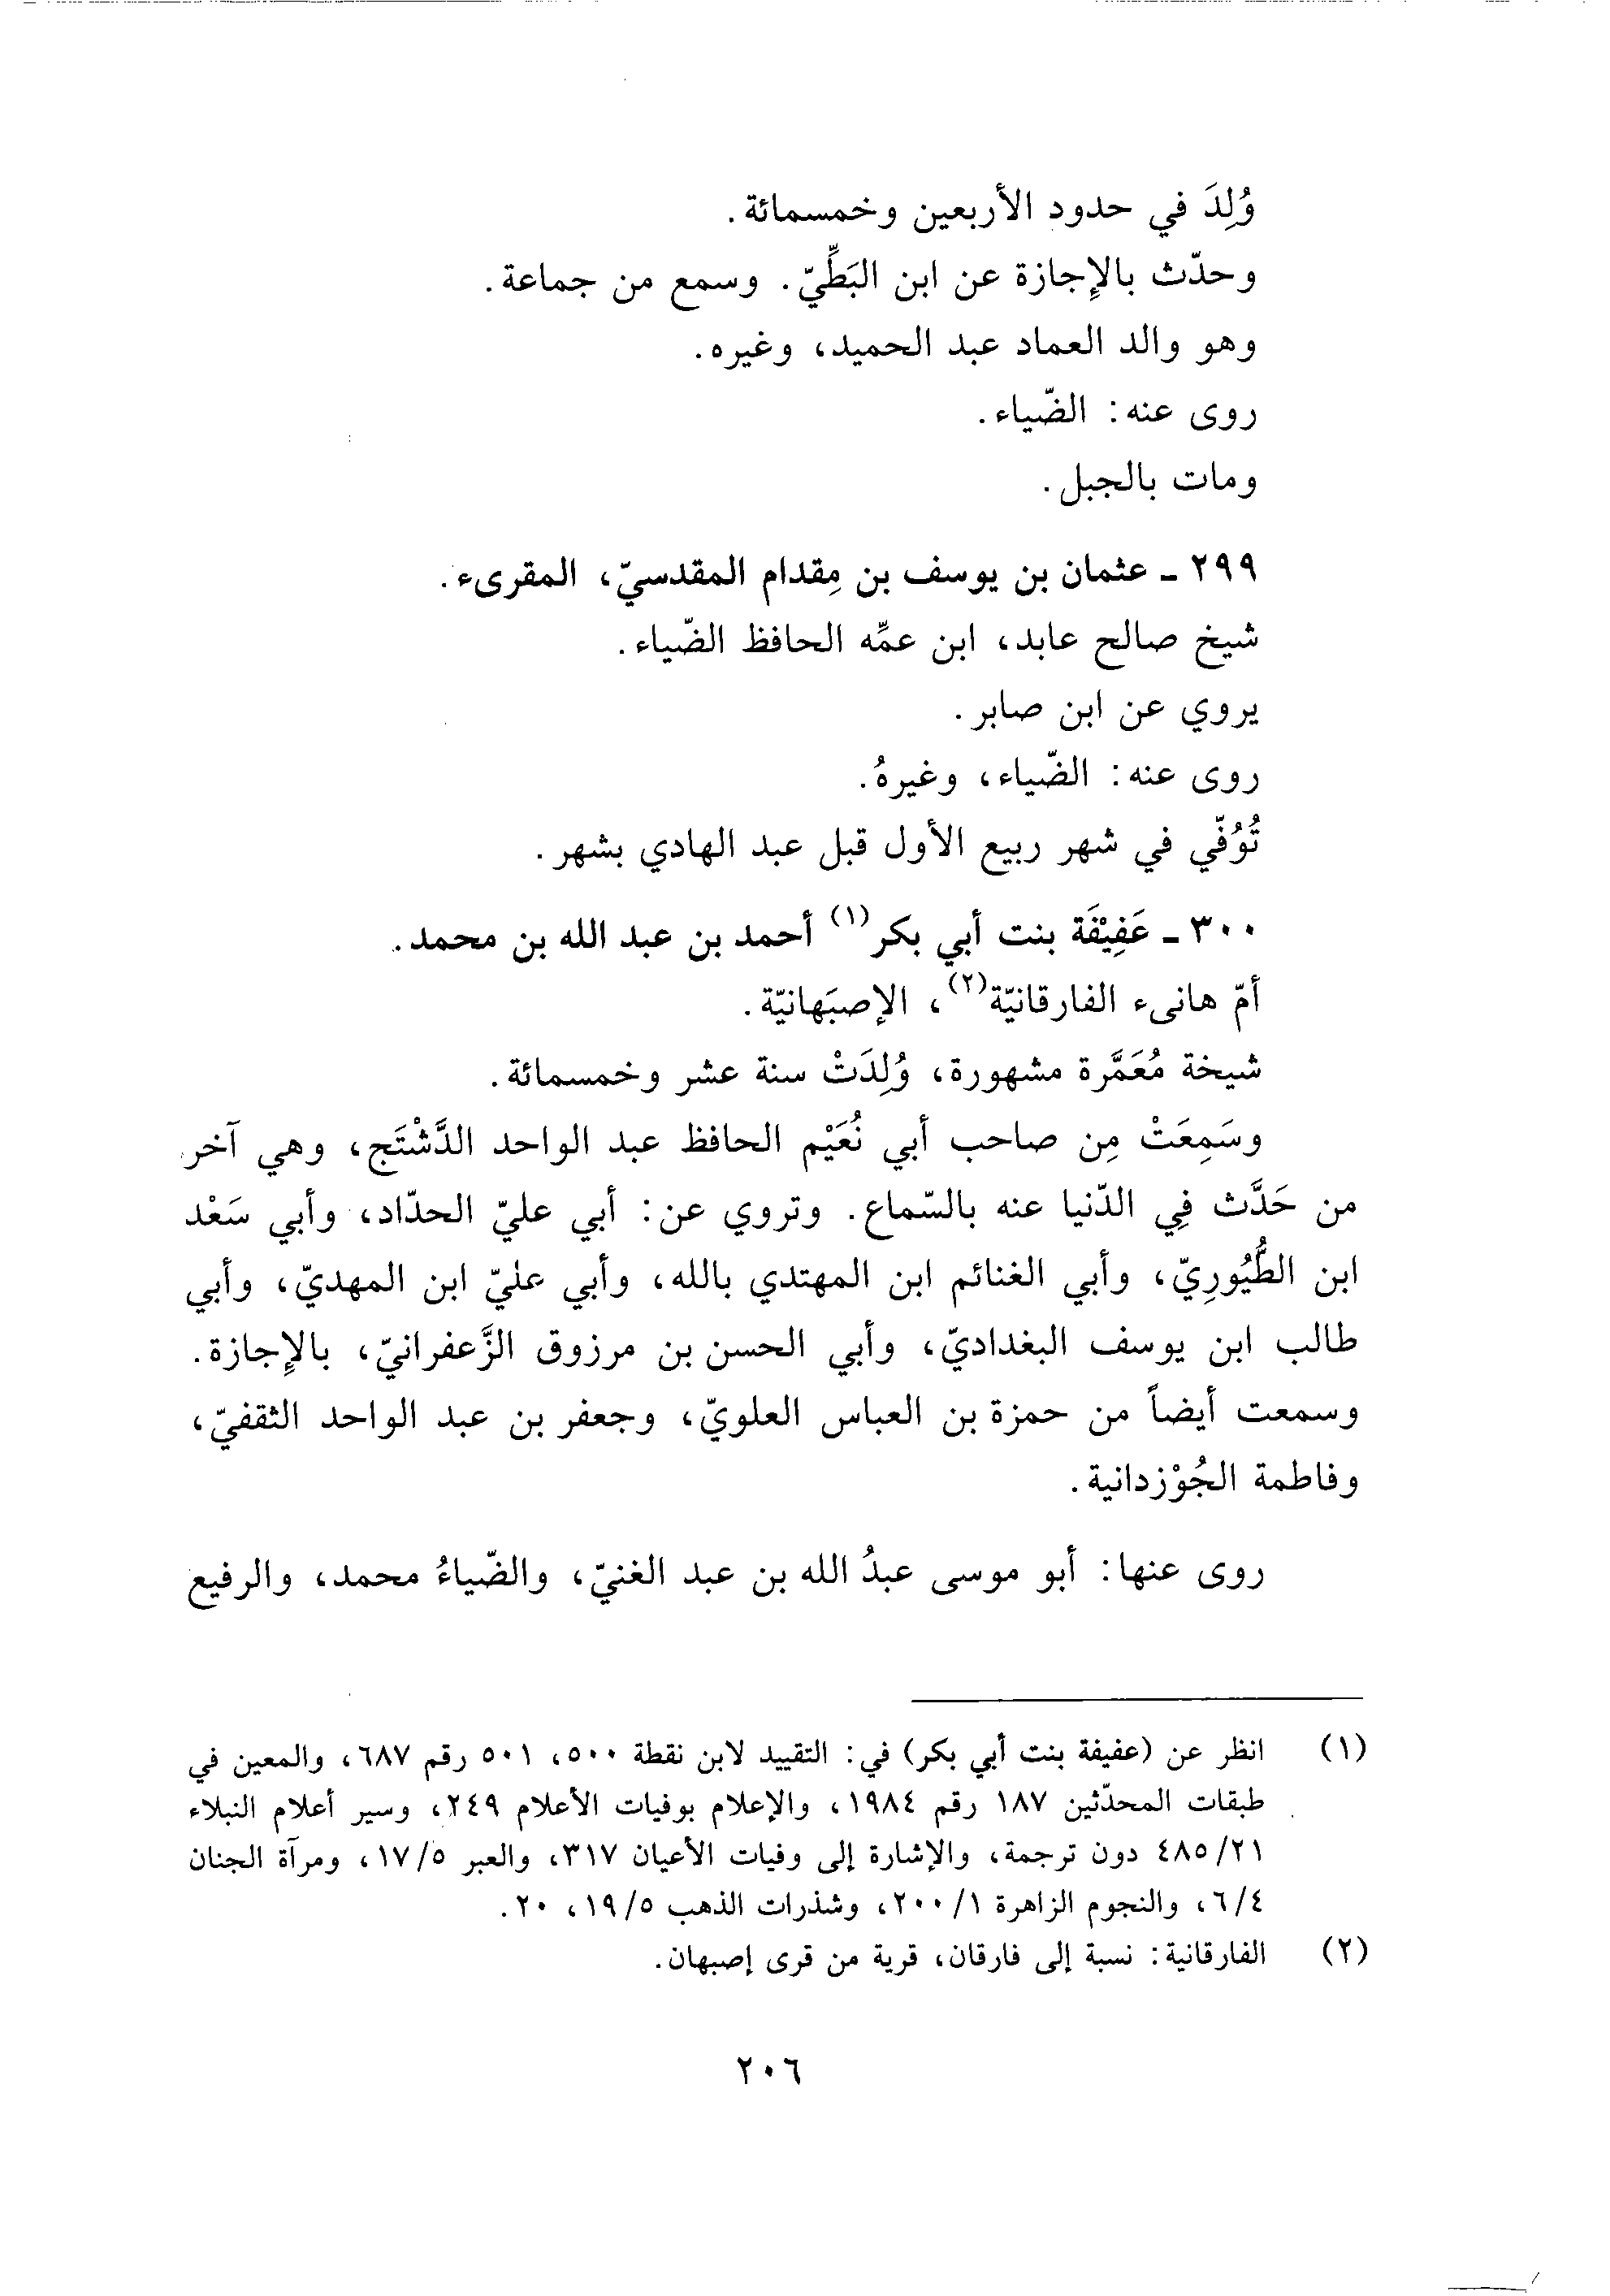 وُلِدَ في حدود الأربعين وخمسمائة.
وحدّث بالإجازة عن ابن البَطِّيّ. وسمع من جماعة.
وهو والد العماد عبد الحميد، وغيره.
روى عنه: الضّياء.
ومات بالجبل.
٢٩٩ ـ عثمان بن يوسف بن مِقدام المقدسيّ، المقرىء.
شيخ صالح عابد، ابن عمِّه الحافظ الضّياء.
يروي عن ابن صابر.
روى عنه: الضّياء، وغيرهُ.
تُوُفّي في شهر ربيع الأول قبل عبد الهادي بشهر.
٣٠٠ ـ عَفِيْفَة بنت أبي بكر(١) أحمد بن عبد الله بن محمد.
أمّ هانىء الفارقانيّة(٢)، الإصبَهانيّة.
شيخة مُعَمَّرة مشهورة، وُلِدَتْ سنة عشر وخمسمائة.
وسَمِعَتْ مِن صاحب أبي نُعَيْم الحافظ عبد الواحد الدَّشْتَج، وهي آخر
من حَدَّث فِي الدّنيا عنه بالسّماع. وتروي عن: أبي عليّ الحدّاد، وأبي سَعْد
ابن الطُّيُورِيّ، وأبي الغنائم ابن المهتدي بالله، وأبي عليّ ابن المهديّ، وأبي
طالب ابن يوسف البغداديّ، وأبي الحسن بن مرزوق الزَّعفرانيّ، بالإجازة.
وسمعت أيضاً من حمزة بن العباس العلويّ، وجعفر بن عبد الواحد الثقفيّ،
وفاطمة الجُوْزدانية.
روى عنها: أبو موسى عبدُ الله بن عبد الغنيّ، والضّياءُ محمد، والرفيع
(١) انظر عن (عفيفة بنت أبي بكر) في: التقييد لابن نقطة ٥٠٠، ٥٠١ رقم ٦٨٧، والمعين في
طبقات المحدّثين ١٨٧ رقم ١٩٨٤، والإعلام بوفيات الأعلام ٢٤٩، وسير أعلام النبلاء
٤٨٥/٢١ دون ترجمة، والإشارة إلى وفيات الأعيان ٣١٧، والعبر ١٧/٥، ومرآة الجنان
٦/٤، والنجوم الزاهرة ٢٠٠/١، وشذرات الذهب ١٩/٥، ٢٠.
(٢) الفارقانية: نسبة إلى فارقان، قرية من قرى إصبهان.
٢٠٦